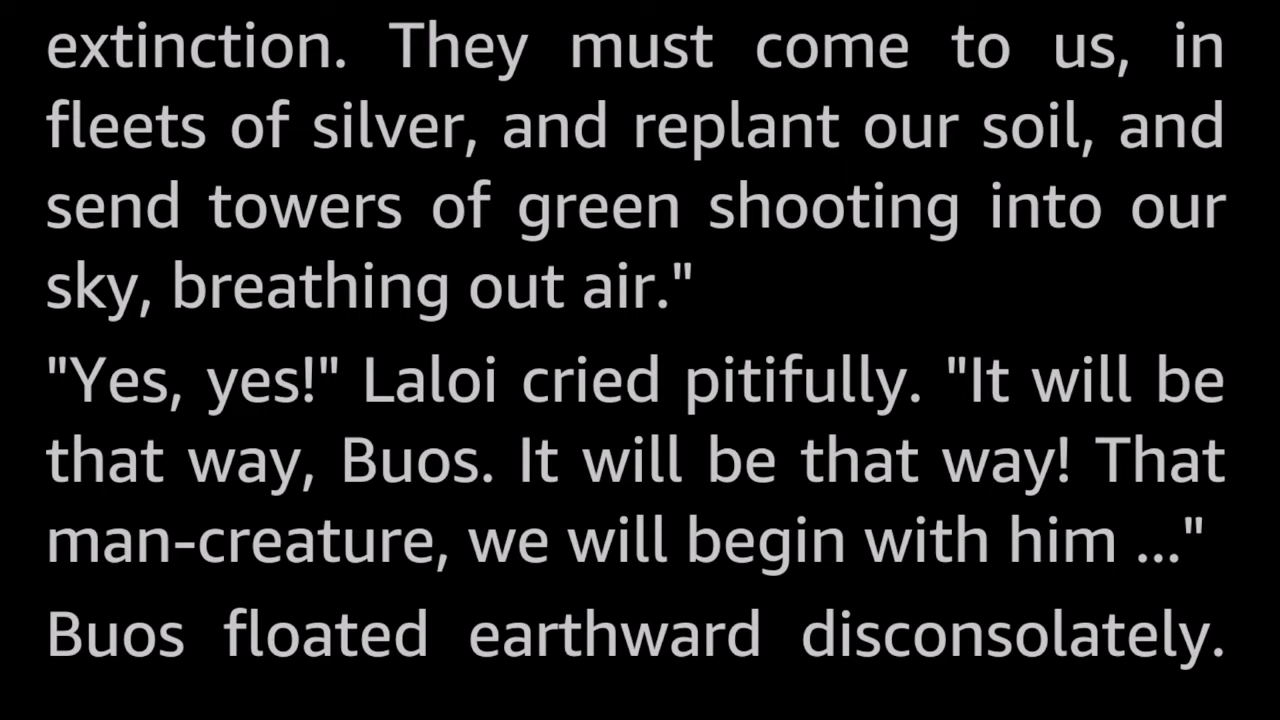 extinction. They must come to us, in
fleets of silver, and replant our soil, and
send towers of green shooting into our
sky, breathing out air."
"Yes, yes!" Laloi cried pitifully. "It will be
that way, Buos. It will be that way! That
man-creature, we will begin with him ..."
Buos floated earthward disconsolately.